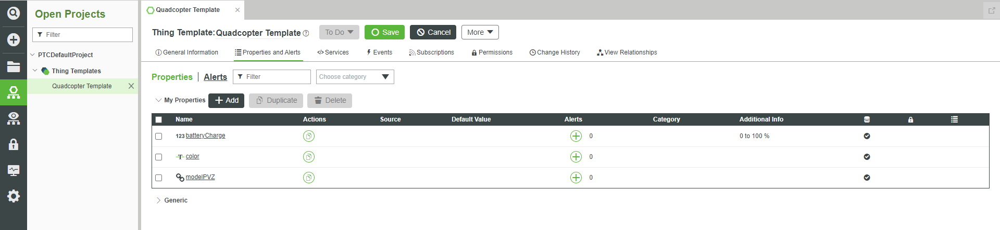 Open Projects
Filter
PTCDefaultProject
Thing Templates
Quadcopter Template
Quadcopter Template
Thing Template: Quadcopter Template
To Do
Save
Cancel
More
General Information
Properties and Alerts
Services
Events
Subscriptions
Permissions
Change History
View Relationships
Properties | Alerts
Filter
Choose category
My Properties
Add
Duplicate
Delete
Name Actions Source Default Value Alerts Category Additional Info
123 batteryCharge 0 0 to 100 %
T color 0
modelPVZ 0
Generic